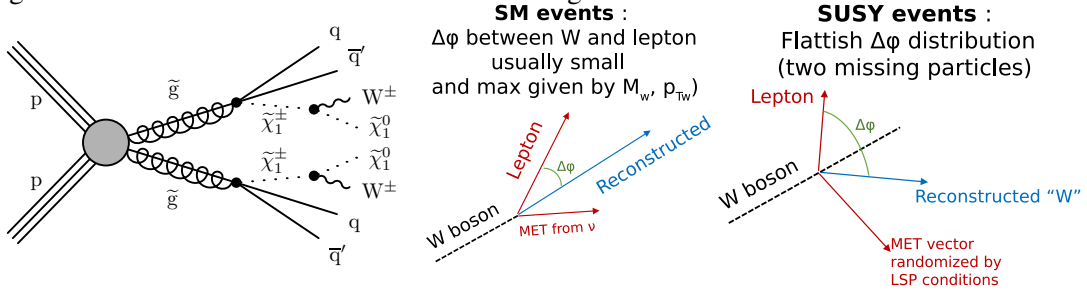 p
p
g̃
g̃
q
q̅′
χ̃₁±
W±
χ̃₁⁰
χ̃₁±
χ̃₁⁰
W±
q
q̅′
SM events :
Δφ between W and lepton
usually small
and max given by Mw, pTw)
Lepton
Δφ
Reconstructed
W boson
MET from ν
SUSY events :
Flattish Δφ distribution
(two missing particles)
Lepton
Δφ
W boson
Reconstructed “W”
MET vector
randomized by
LSP conditions